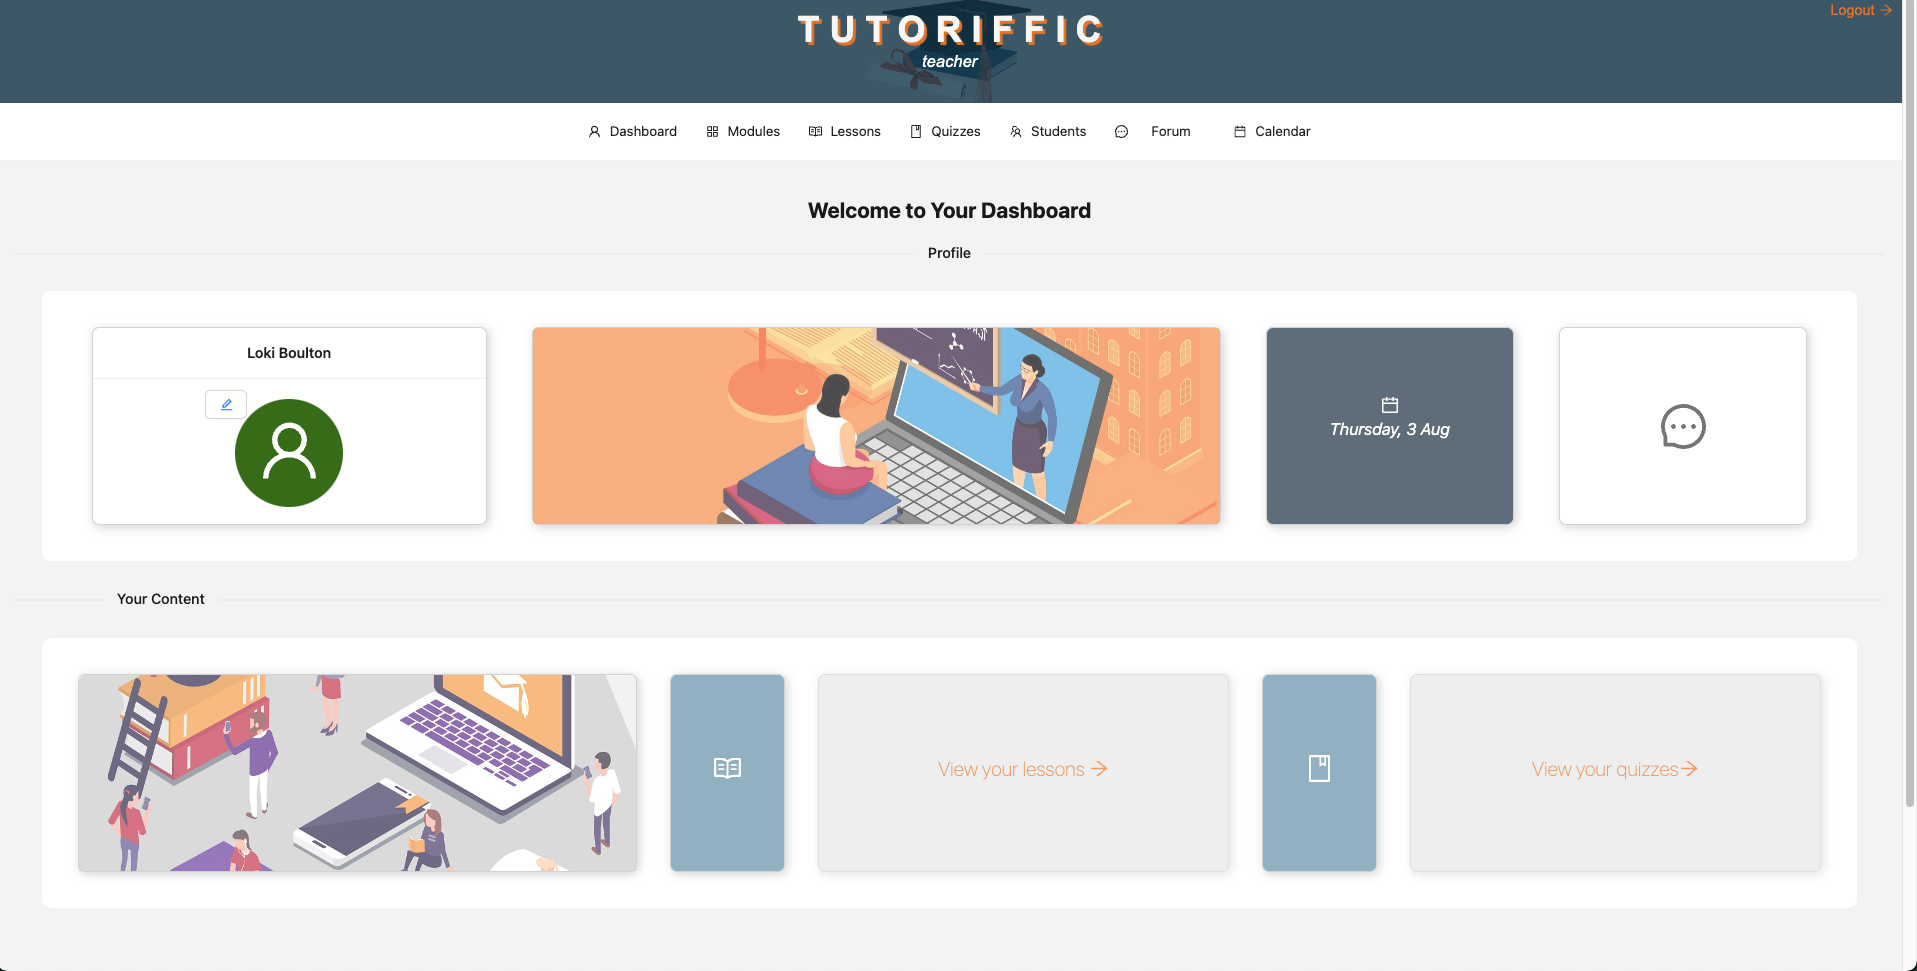 Logout
TUTORIFFIC
teacher
Dashboard Modules Lessons Quizzes Students Forum Calendar
Welcome to Your Dashboard
Profile
Loki Boulton
Thursday, 3 Aug
Your Content
View your lessons
View your quizzes